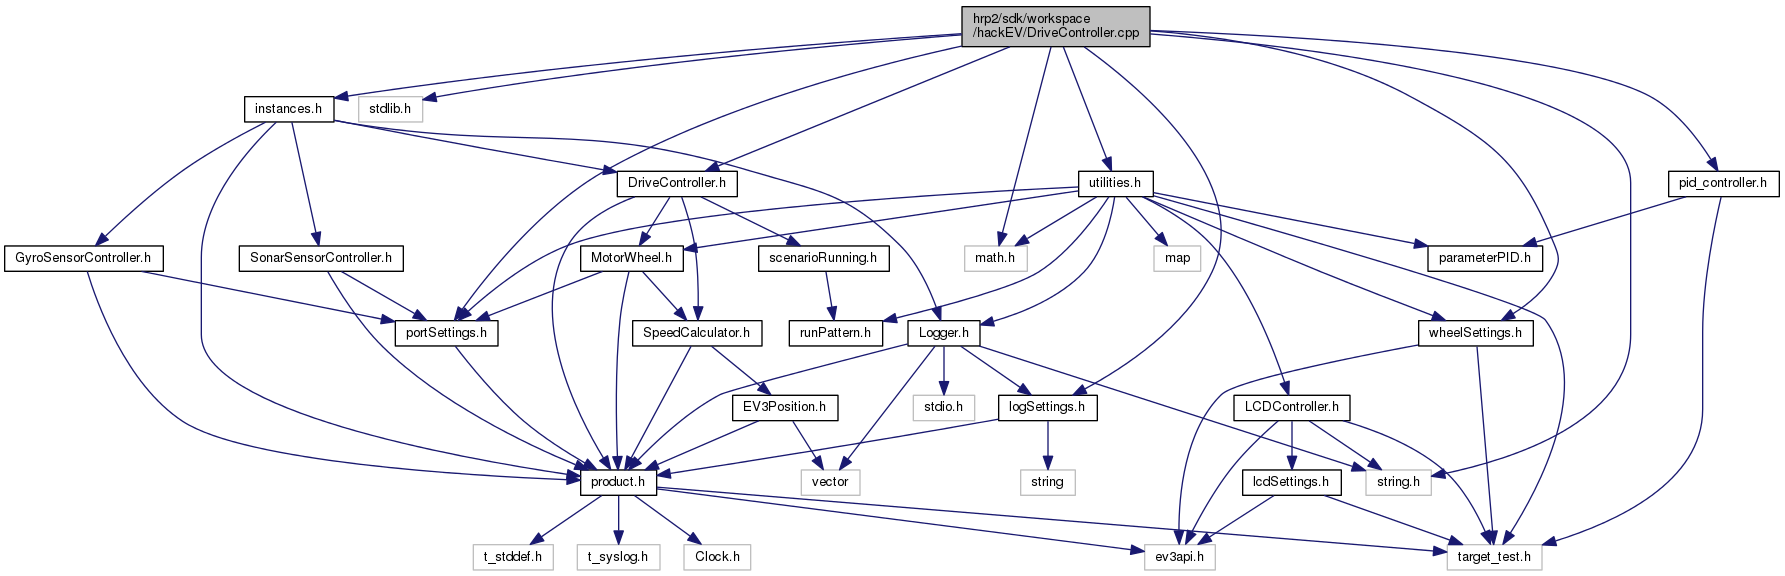 hrp2/sdk/workspace
/hackEV/DriveController.cpp
instances.h
stdlib.h
DriveController.h
utilities.h
pid_controller.h
GyroSensorController.h
SonarSensorController.h
MotorWheel.h
scenarioRunning.h
math.h
map
parameterPID.h
portSettings.h
SpeedCalculator.h
runPattern.h
Logger.h
wheelSettings.h
EV3Position.h
stdio.h
logSettings.h
LCDController.h
product.h
vector
string
lcdSettings.h
string.h
t_stddef.h
t_syslog.h
Clock.h
ev3api.h
target_test.h